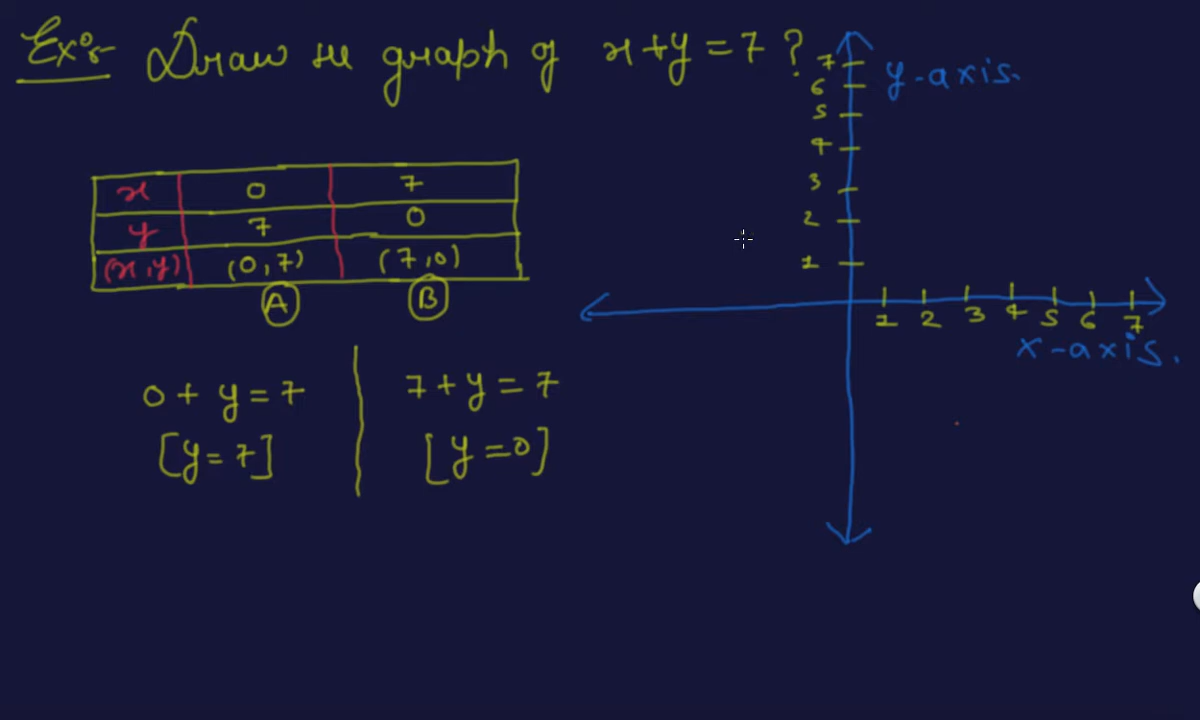 Ex:- Draw the graph of x+y=7?
x 0 7
y 7 0
(x,y) (0,7) (7,0)
A B
0+y=7 7+y=7
[y=7] [y=0]
y-axis.
7
6
5
4
3
2
1
1 2 3 4 5 6 7
x-axis.